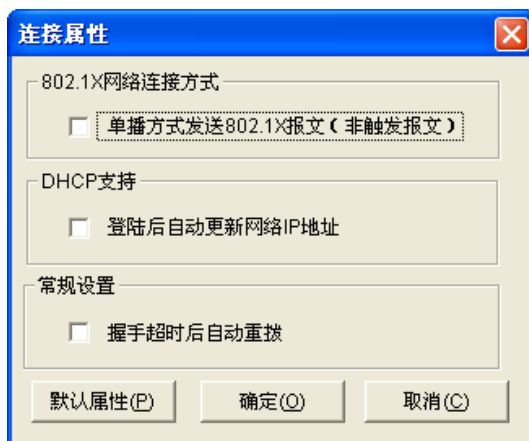 连接属性
802.1X网络连接方式
单播方式发送802.1X报文(非触发报文)
DHCP支持
登陆后自动更新网络IP地址
常规设置
握手超时后自动重拨
默认属性(P) 确定(O) 取消(C)